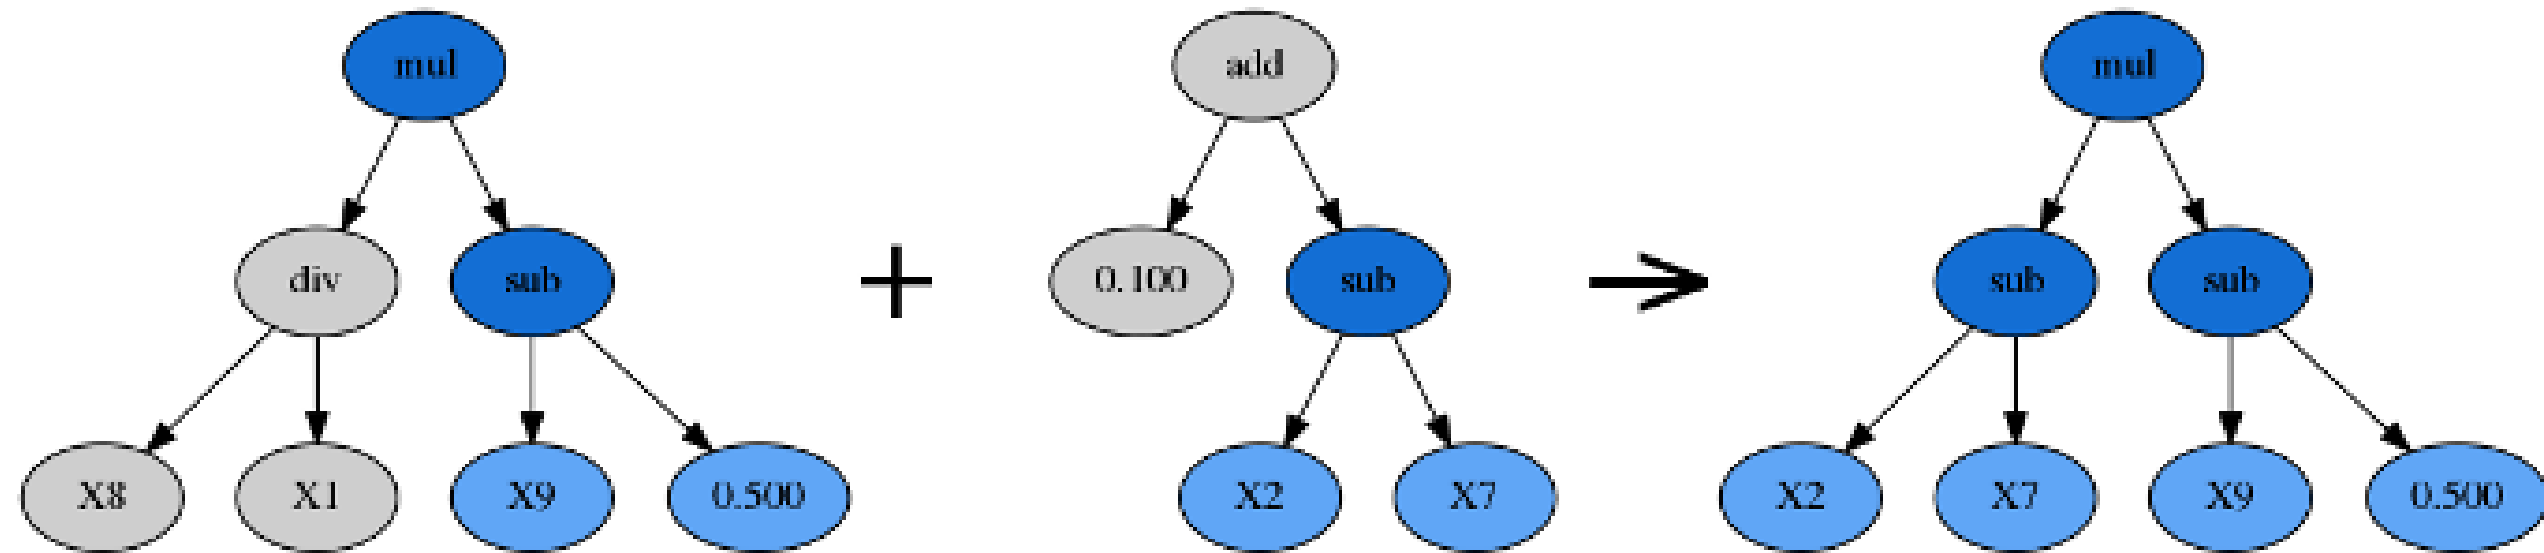 mul add mul
div sub + 0.100 sub → sub sub
X8 X1 X9 0.500 X2 X7 X2 X7 X9 0.500